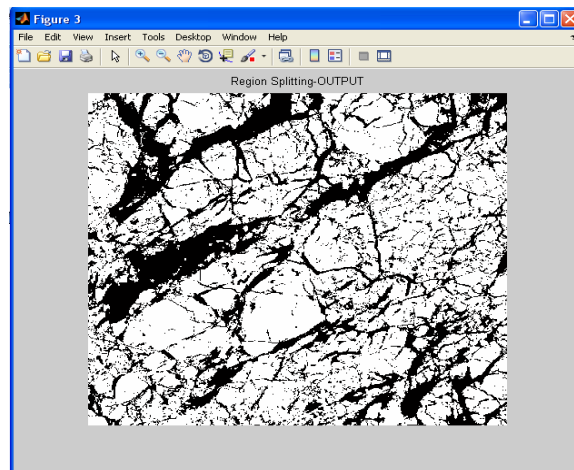 Figure 3
File Edit View Insert Tools Desktop Window Help
Region Splitting-OUTPUT